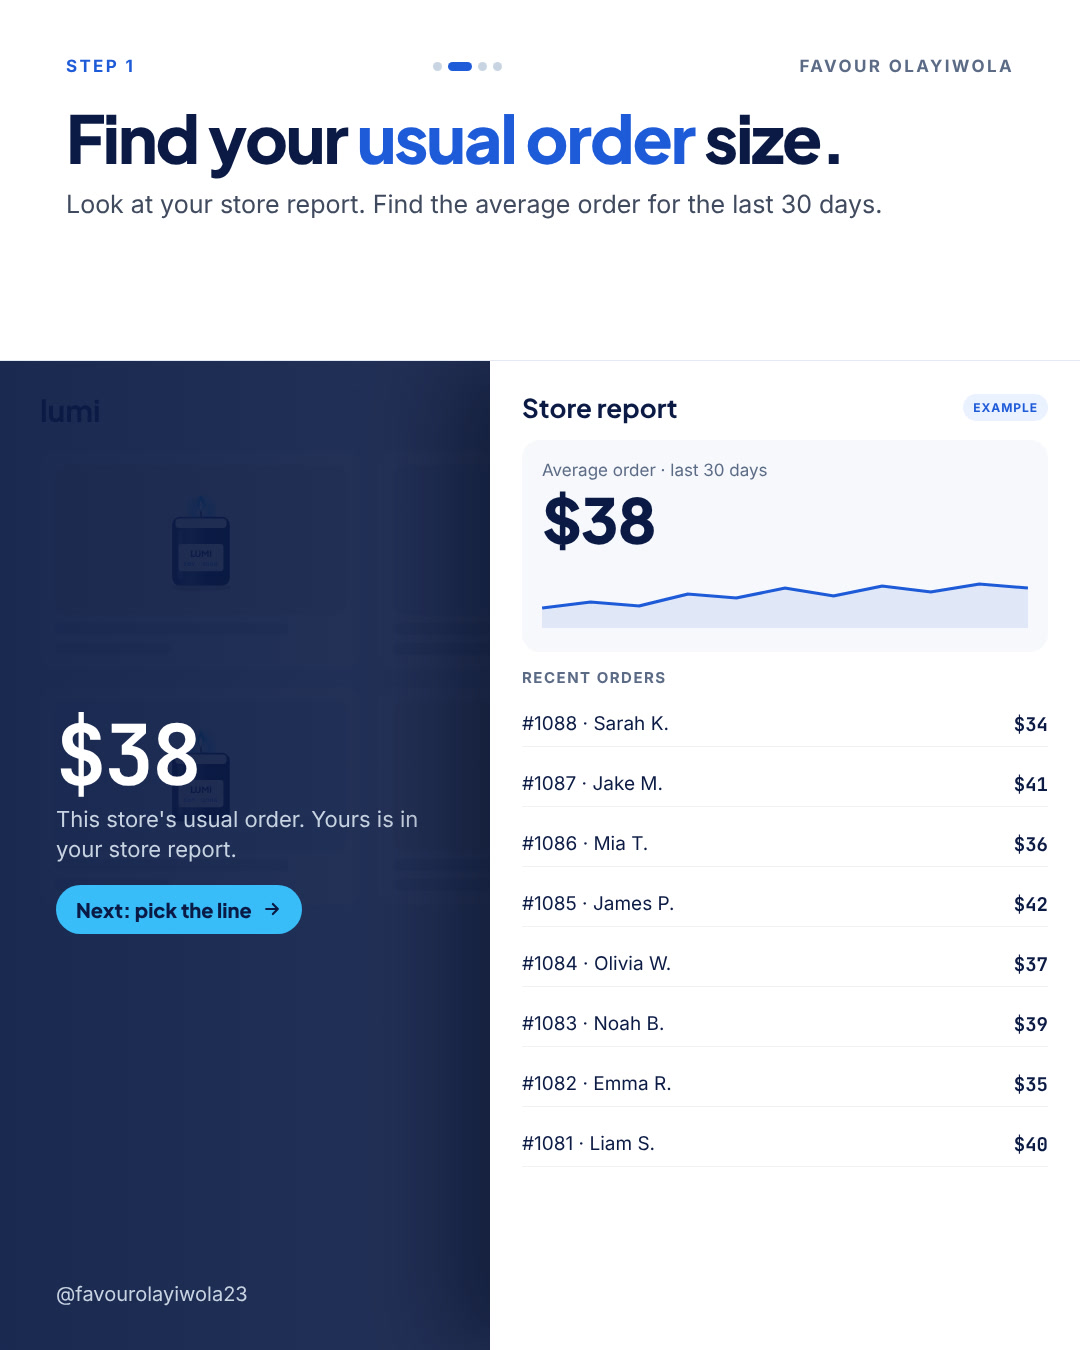 STEP 1
FAVOUR OLAYIWOLA
Find your usual order size.
Look at your store report. Find the average order for the last 30 days.
lumi
LUMI
$38
LUMI
This store's usual order. Yours is in
your store report.
Next: pick the line →
@favourolayiwola23
Store report
EXAMPLE
Average order · last 30 days
$38
RECENT ORDERS
#1088 · Sarah K. $34
#1087 · Jake M. $41
#1086 · Mia T. $36
#1085 · James P. $42
#1084 · Olivia W. $37
#1083 · Noah B. $39
#1082 · Emma R. $35
#1081 · Liam S. $40